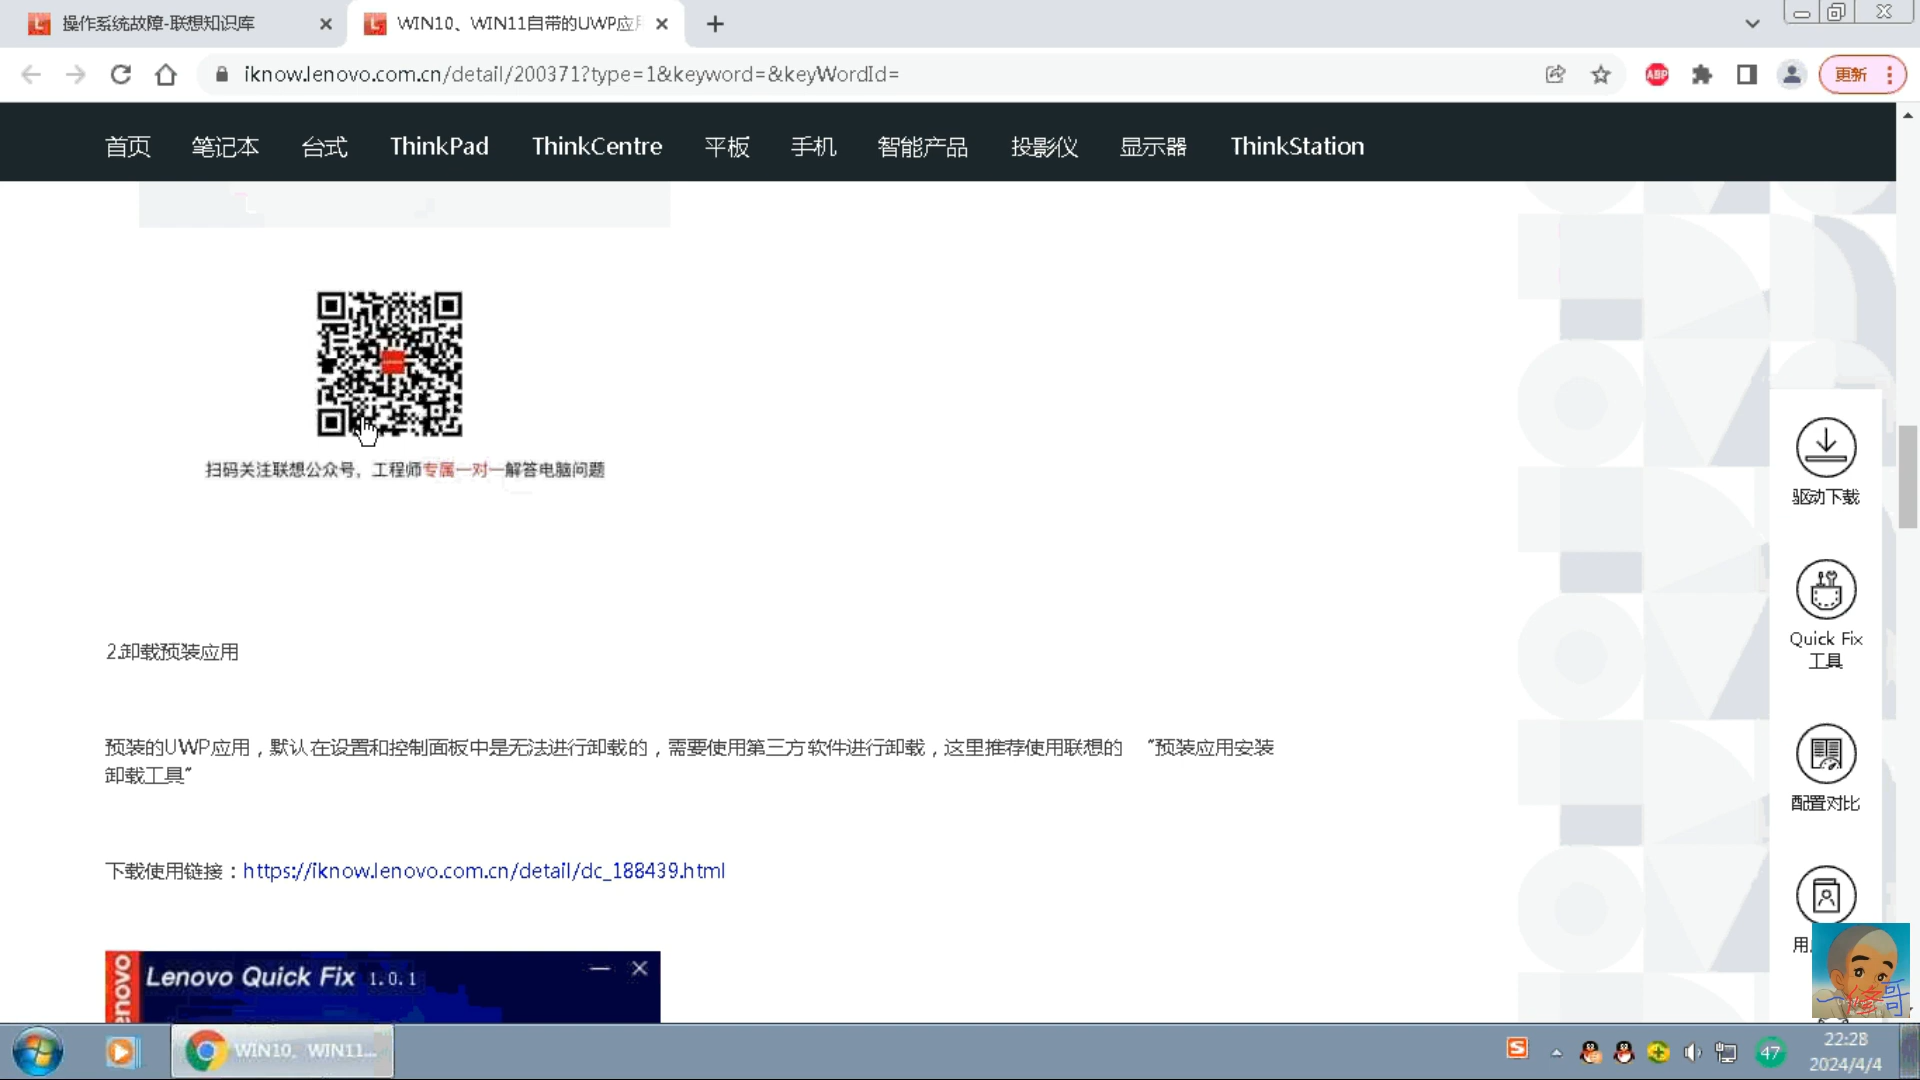 操作系统故障-联想知识库
WIN10、WIN11自带的UWP应用
iknow.lenovo.com.cn/detail/200371?type=1&keyword=&keyWordId=
ABP
更新
首页 笔记本 台式 ThinkPad ThinkCentre 平板 手机 智能产品 投影仪 显示器 ThinkStation
扫码关注联想公众号，工程师专属一对一解答电脑问题
2.卸载预装应用
预装的UWP应用，默认在设置和控制面板中是无法进行卸载的，需要使用第三方软件进行卸载，这里推荐使用联想的 “预装应用安装
卸载工具”
下载使用链接：https://iknow.lenovo.com.cn/detail/dc_188439.html
Lenovo Quick Fix 1.0.1
驱动下载
Quick Fix
工具
配置对比
用
一修哥
WIN10、WIN11...
47
22:28
2024/4/4